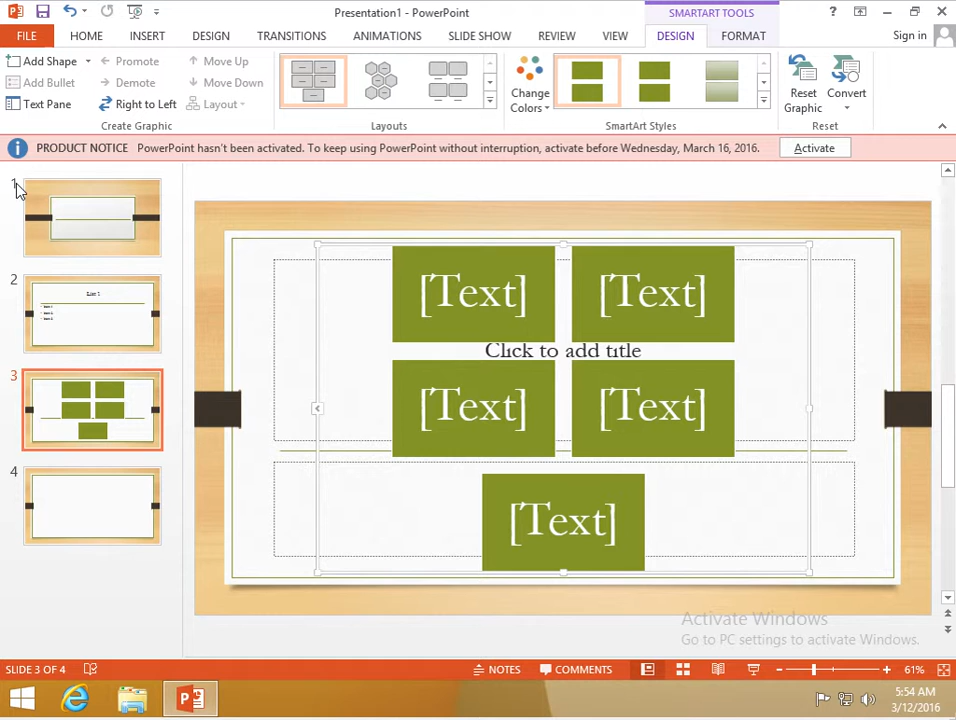 Presentation1 - PowerPoint
SMARTART TOOLS
?
FILE HOME INSERT DESIGN TRANSITIONS ANIMATIONS SLIDE SHOW REVIEW VIEW DESIGN FORMAT Sign in
Add Shape Promote Move Up
Add Bullet Demote Move Down
Text Pane Right to Left Layout
Create Graphic
Layouts
Change Colors
SmartArt Styles
Reset Graphic
Convert
Reset
PRODUCT NOTICE PowerPoint hasn't been activated. To keep using PowerPoint without interruption, activate before Wednesday, March 16, 2016. Activate
1
2
3
4
[Text] [Text]
Click to add title
[Text] [Text]
[Text]
Activate Windows
Go to PC settings to activate Windows.
SLIDE 3 OF 4 NOTES COMMENTS 61%
5:54 AM
3/12/2016